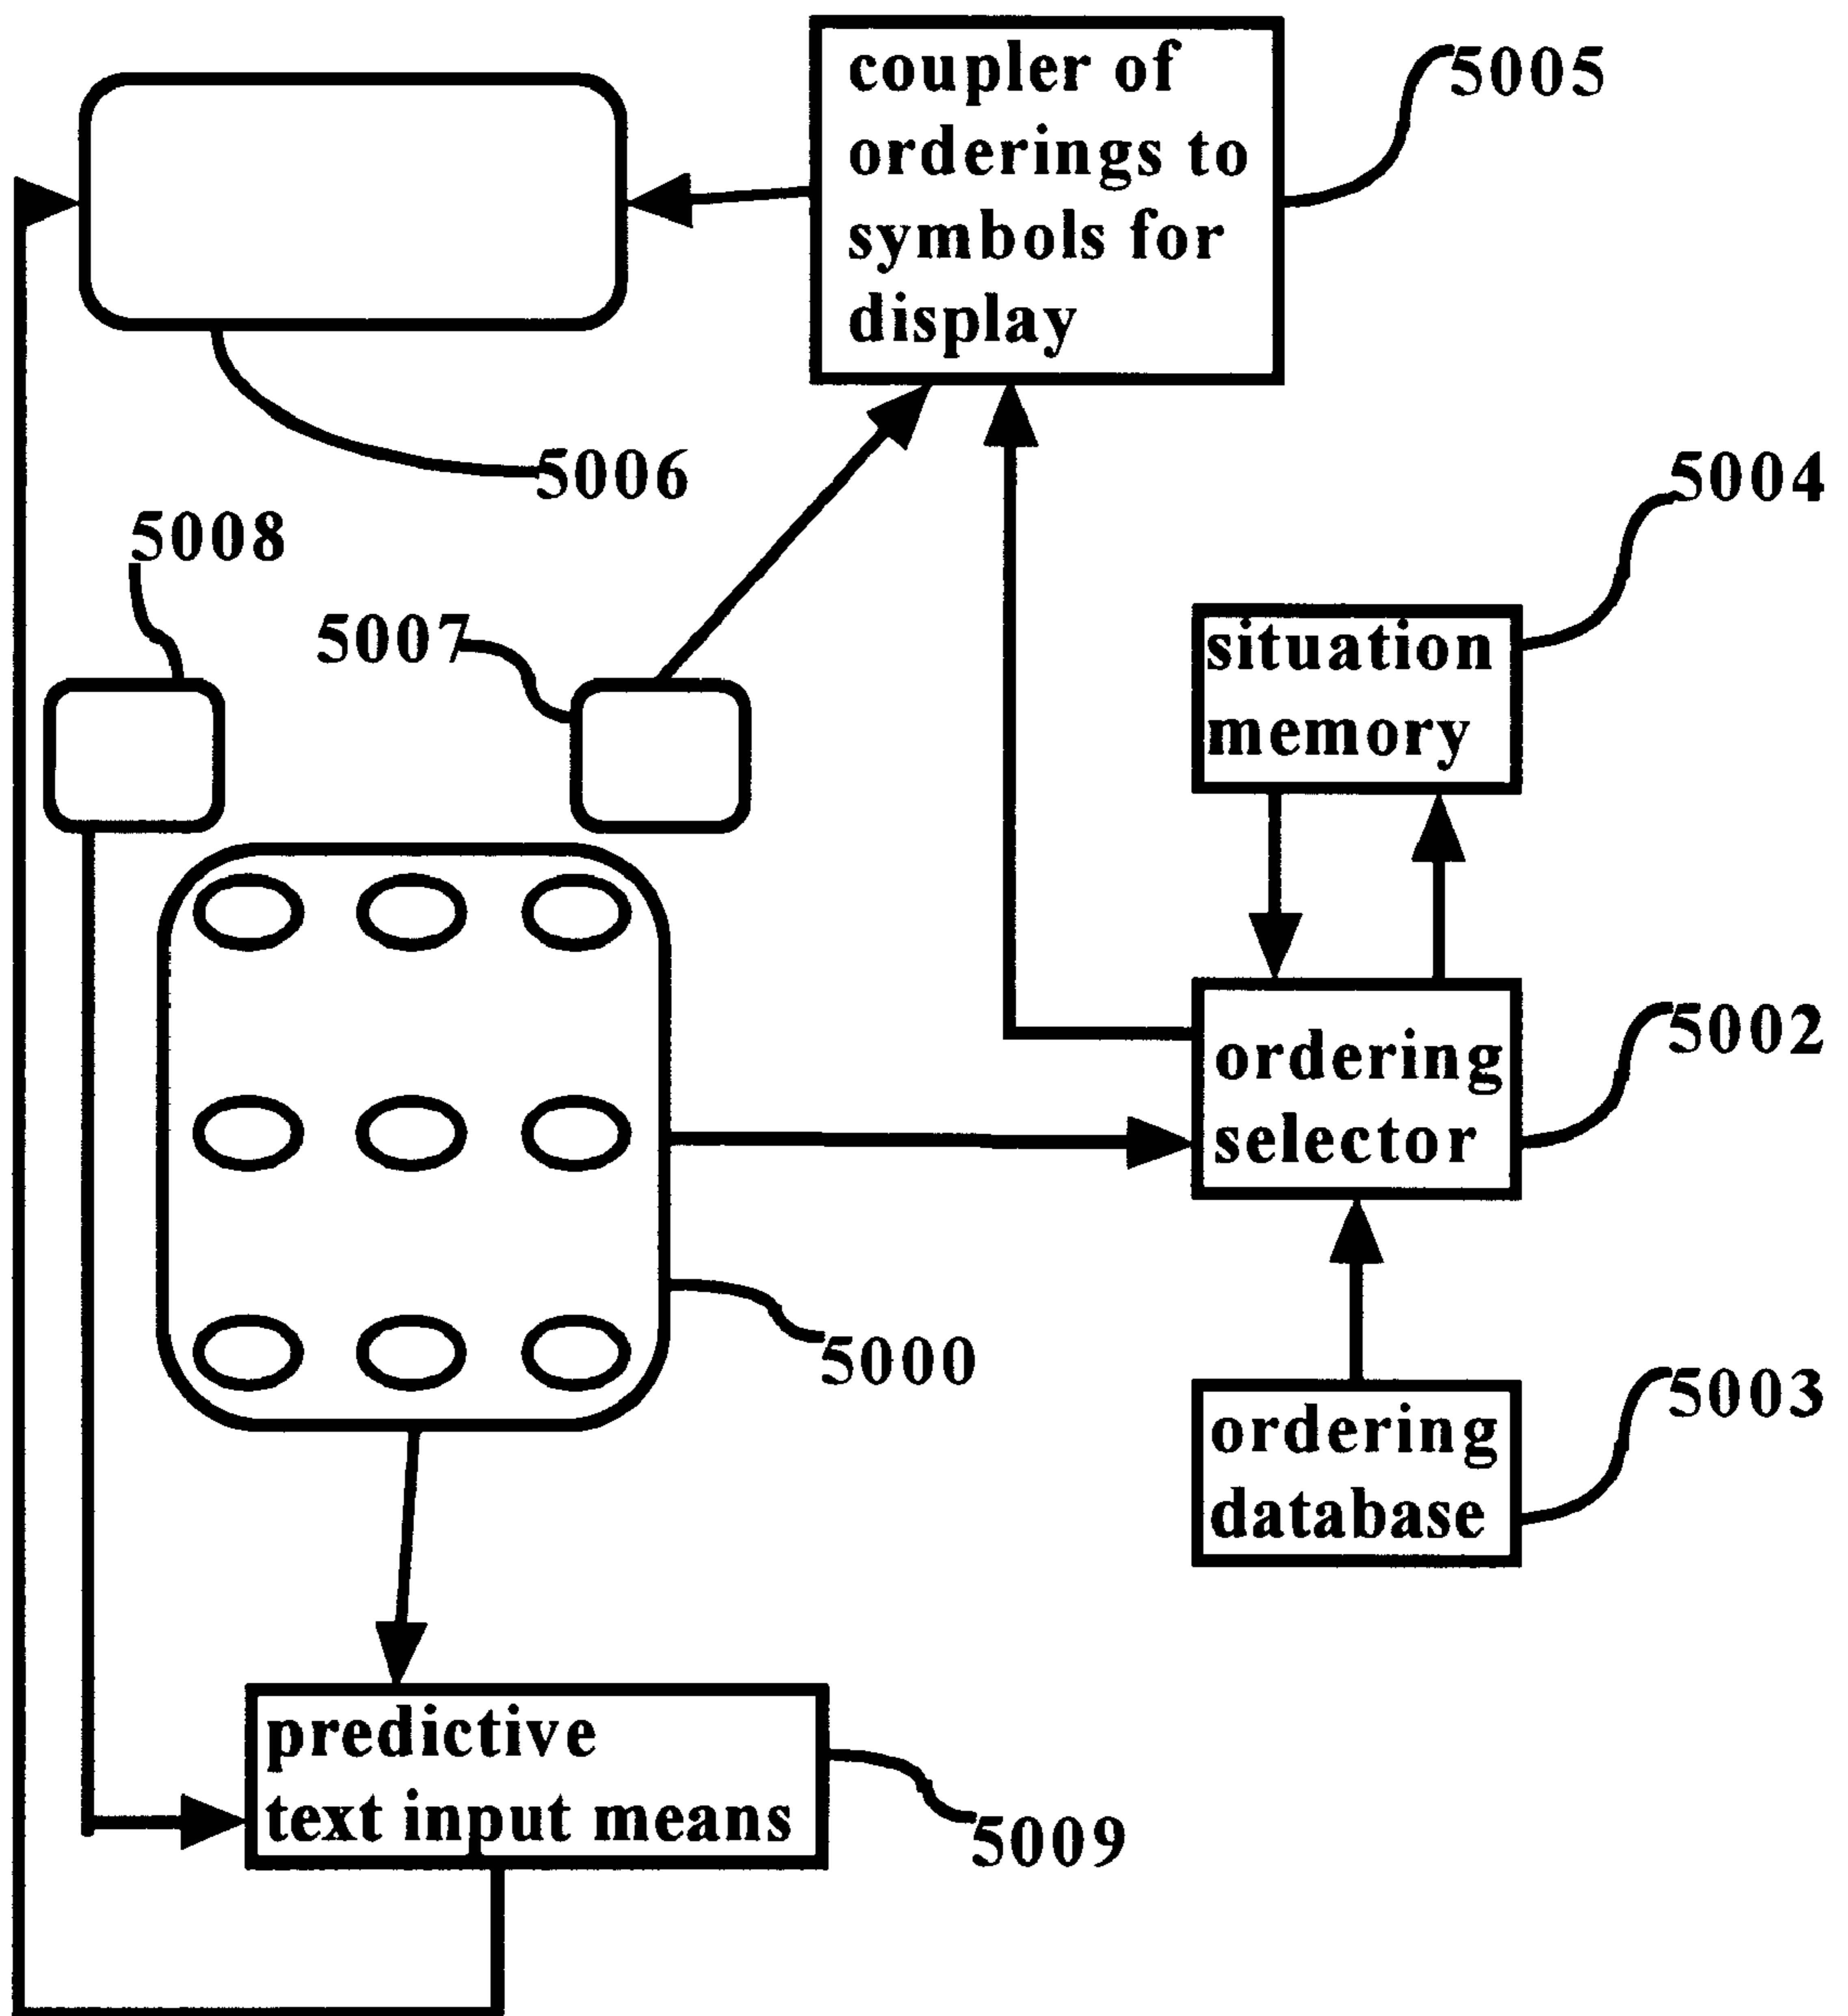 coupler of
orderings to
symbols for
display
5005
5006
5004
5008
5007
situation
memory
5002
ordering
selector
5000
5003
ordering
database
predictive
text input means
5009